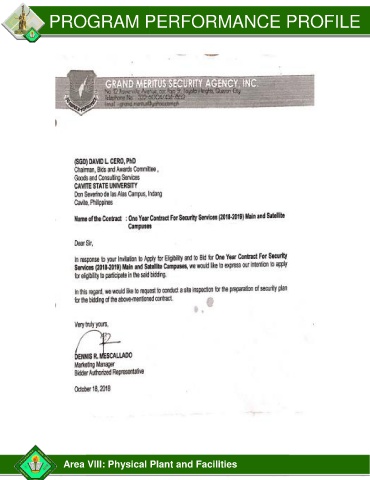 PROGRAM PERFORMANCE PROFILE
GRAND MERITUS SECURITY AGENCY, INC.
(SGD) DAVID L. CERO, PhD
Chairman, Bids and Awards Committee,
Goods and Consulting Services
CAVITE STATE UNIVERSITY
Don Severino de las Alas Campus, Indang
Cavite, Philippines
Name of the Contract : One Year Contract For Security Services (2018-2019) Main and Satellite
Campuses
Dear Sir,
In response to your Invitation to Apply for Eligibility and to Bid for One Year Contract For Security
Services (2018-2019) Main and Satellite Campuses, we would like to express our intention to apply
for eligibility to participate in the said bidding.
In this regard, we would like to request to conduct a site inspection for the preparation of security plan
for the bidding of the above-mentioned contract.
Very truly yours,
DENNIS R. MESCALLADO
Marketing Manager
Bidder Authorized Representative
October 18, 2018
Area VIII: Physical Plant and Facilities